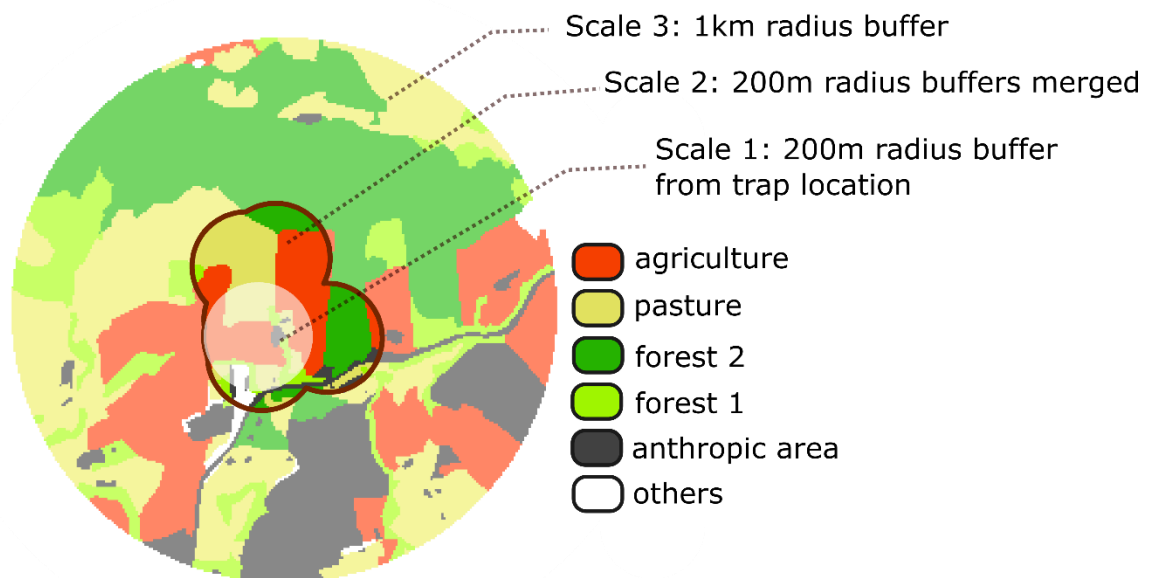 Scale 3: 1km radius buffer
Scale 2: 200m radius buffers merged
Scale 1: 200m radius buffer
from trap location
agriculture
pasture
forest 2
forest 1
anthropic area
others